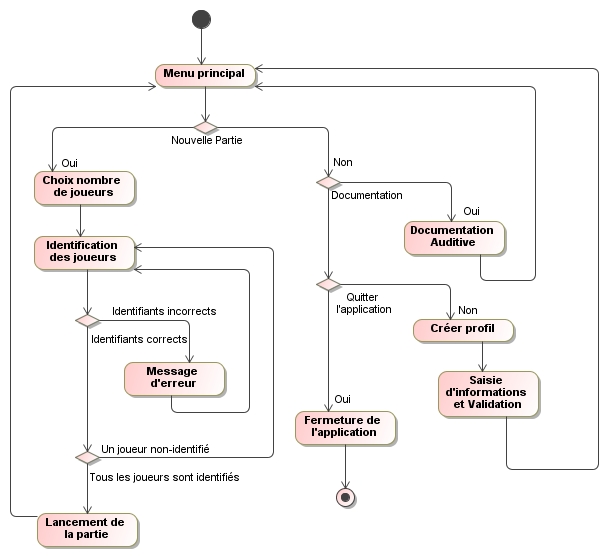 Menu principal
Nouvelle Partie
Oui
Non
Choix nombre
de joueurs
Documentation
Oui
Documentation
Auditive
Identification
des joueurs
Quitter
l'application
Non
Identifiants incorrects
Identifiants corrects
Créer profil
Message
d'erreur
Saisie
d'informations
et Validation
Oui
Fermeture de
l'application
Un joueur non-identifié
Tous les joueurs sont identifiés
Lancement de
la partie